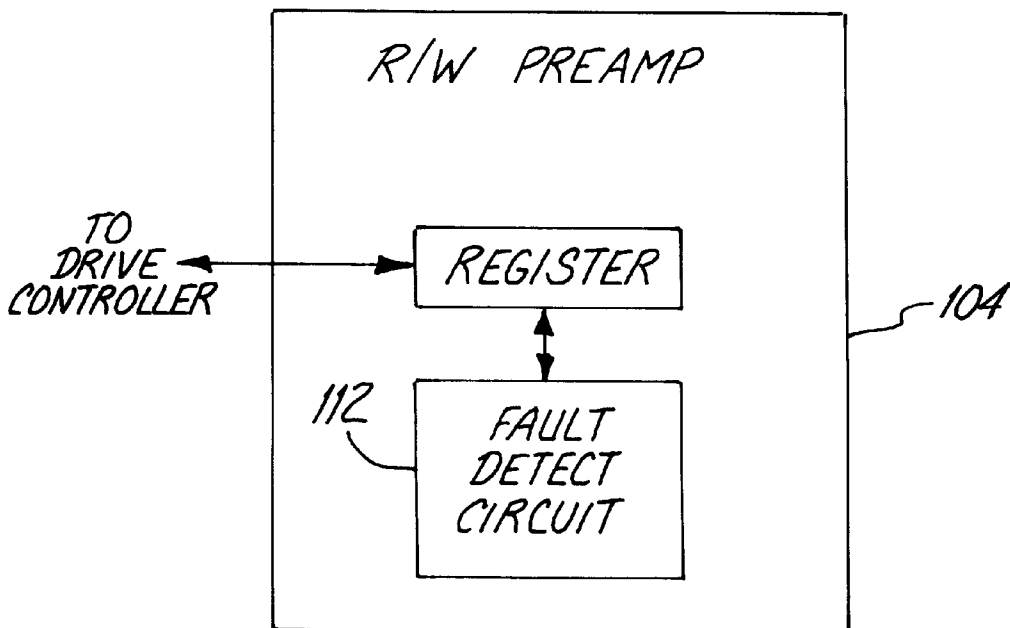 R/W PREAMP
TO
DRIVE
CONTROLLER
REGISTER
104
112
FAULT
DETECT
CIRCUIT